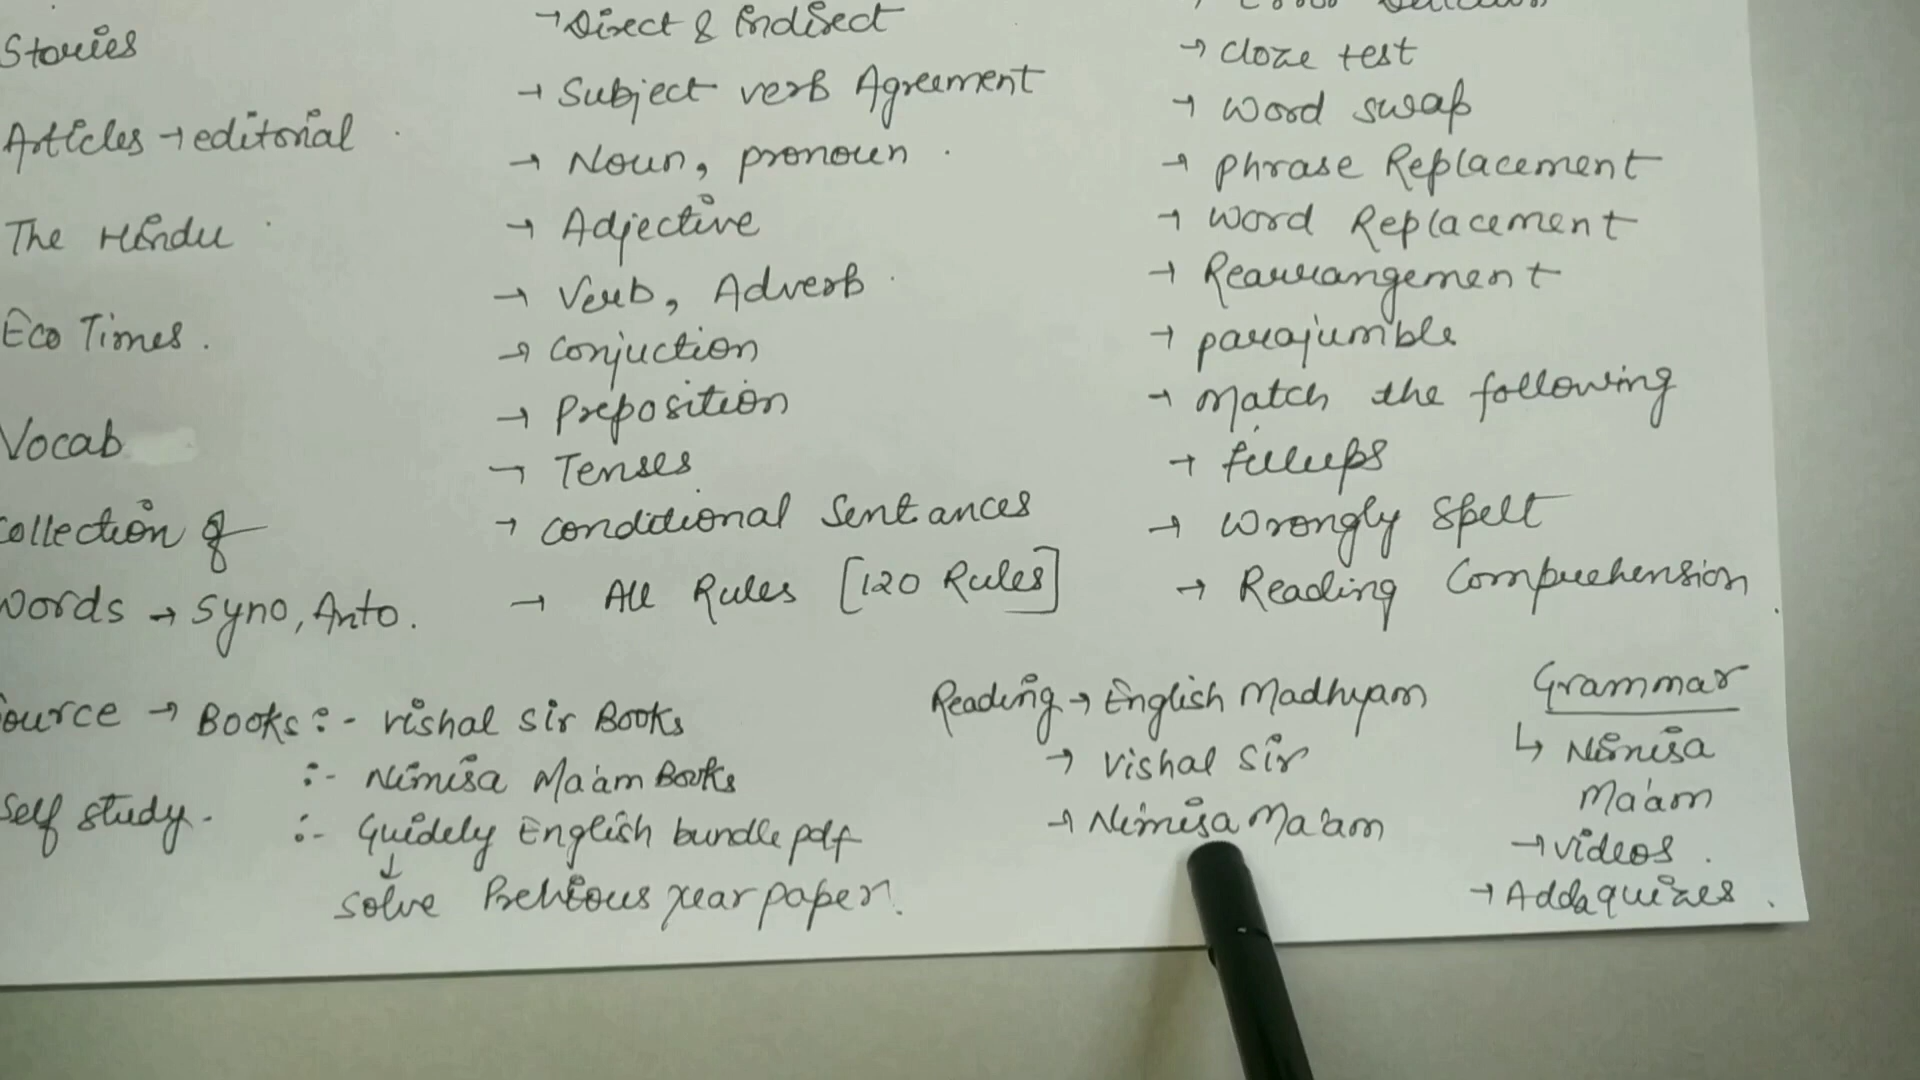 Stories
Articles → editorial
The Hindu
Eco Times.
Vocab
Collection of
Words → Syno, Anto.
→ Direct & indirect
→ Subject verb Agreement
→ Noun, pronoun
→ Adjective
→ Verb, Adverb
→ conjuction
→ Preposition
→ Tenses
→ conditional Sentances
→ All Rules [120 Rules]
→ cloze test
→ word swap
→ phrase Replacement
→ word Replacement
→ Rearrangement
→ parajumble
→ match the following
→ fillups
→ wrongly spelt
→ Reading Comprehension
Source → Books :- vishal sir Books
:- Nimisa Ma'am Books
Self study.
:- Guidely English bundle pdf
↓
solve Previous year paper.
Reading → English Madhyam
→ vishal sir
→ Nimisa Ma'am
Grammar
↳ Nimisa
Ma'am
→ videos.
→ Adda quizes.